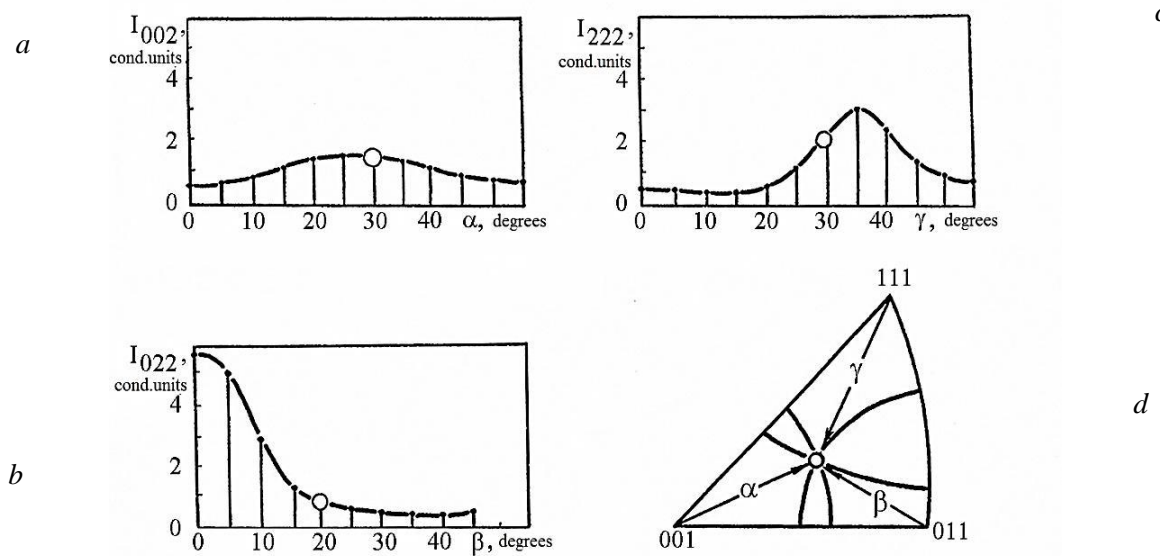 a
I002,
cond.units
4
2
0
0 10 20 30 40 α, degrees
c
I222,
cond.units
4
2
0
0 10 20 30 40 γ, degrees
b
I022,
cond.units
4
2
0
0 10 20 30 40 β, degrees
d
111
γ
α
β
001
011